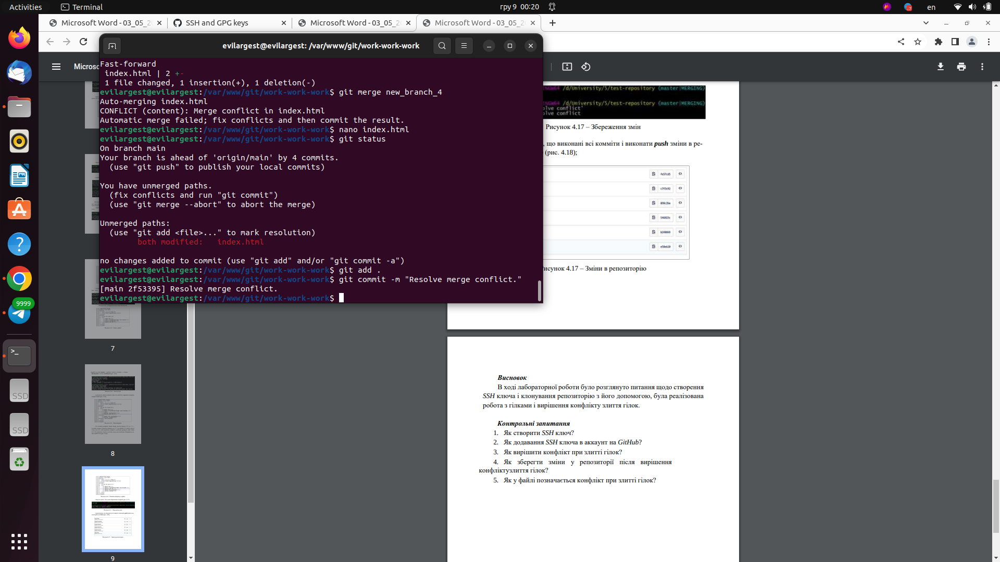 Activities
Terminal
гру 9 00:20
en
Microsoft Word - 03_05_2
SSH and GPG keys
Microsoft Word - 03_05_2
Microsoft Word - 03_05_2
evilargest@evilargest: /var/www/git/work-work-work
Fast-forward
index.html | 2 +-
1 file changed, 1 insertion(+), 1 deletion(-)
evilargest@evilargest:/var/www/git/work-work-work$ git merge new_branch_4
Auto-merging index.html
CONFLICT (content): Merge conflict in index.html
Automatic merge failed; fix conflicts and then commit the result.
evilargest@evilargest:/var/www/git/work-work-work$ nano index.html
evilargest@evilargest:/var/www/git/work-work-work$ git status
On branch main
Your branch is ahead of 'origin/main' by 4 commits.
(use "git push" to publish your local commits)
You have unmerged paths.
(fix conflicts and run "git commit")
(use "git merge --abort" to abort the merge)
Unmerged paths:
(use "git add <file>..." to mark resolution)
both modified: index.html
no changes added to commit (use "git add" and/or "git commit -a")
evilargest@evilargest:/var/www/git/work-work-work$ git add .
evilargest@evilargest:/var/www/git/work-work-work$ git commit -m "Resolve merge conflict."
[main 2f53395] Resolve merge conflict.
evilargest@evilargest:/var/www/git/work-work-work$
/d/University/5/test-repository (master|MERGING)
/d/University/5/test-repository (master|MERGING)
olve conflict'
olve conflict
Рисунок 4.17 – Збереження змін
, що виконані всі комміти і виконати push зміни в ре-
(рис. 4.18);
исунок 4.17 – Зміни в репозиторію
Висновок
В ході лабораторної роботи було розглянуто питання щодо створення
SSH ключа і клонування репозиторію з його допомогою, була реалізована
робота з гілками і вирішення конфлікту злиття гілок.
Контрольні запитання
1. Як створити SSH ключ?
2. Як додавання SSH ключа в аккаунт на GitHub?
3. Як вирішити конфлікт при злитті гілок?
4. Як зберегти зміни у репозиторії після вирішення
конфліктузлиття гілок?
5. Як у файлі позначається конфлікт при злитті гілок?
9999
SSD
SSD
7
8
9